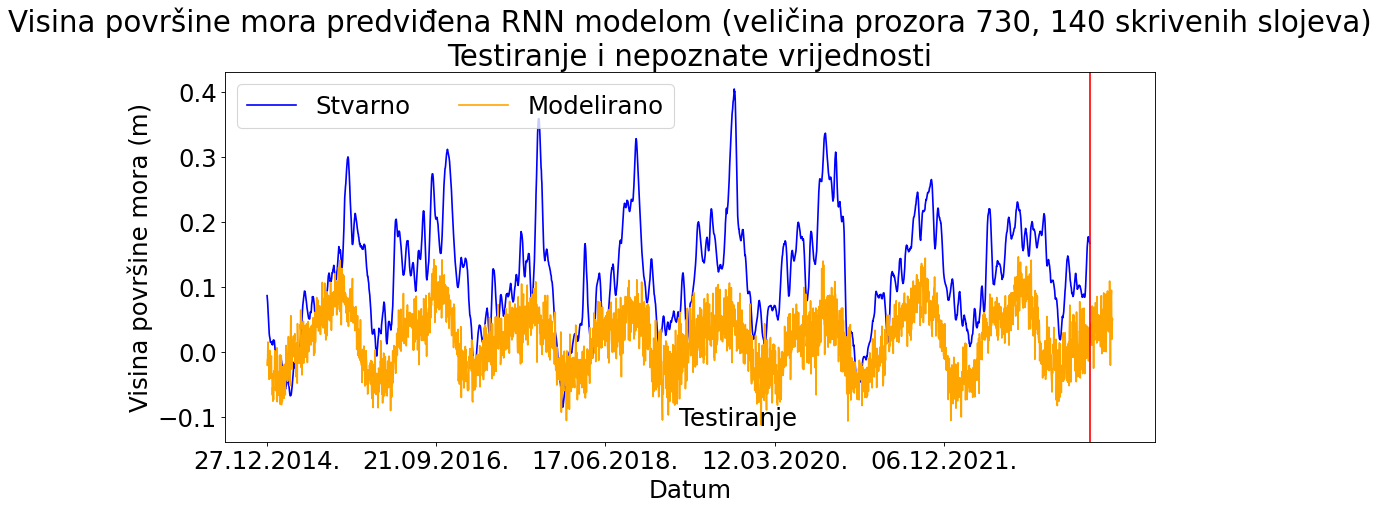 Visina površine mora predviđena RNN modelom (veličina prozora 730, 140 skrivenih slojeva)
Testiranje i nepoznate vrijednosti
Stvarno
Modelirano
Visina površine mora (m)
0.4
0.3
0.2
0.1
0.0
−0.1
Testiranje
27.12.2014.
21.09.2016.
17.06.2018.
12.03.2020.
06.12.2021.
Datum